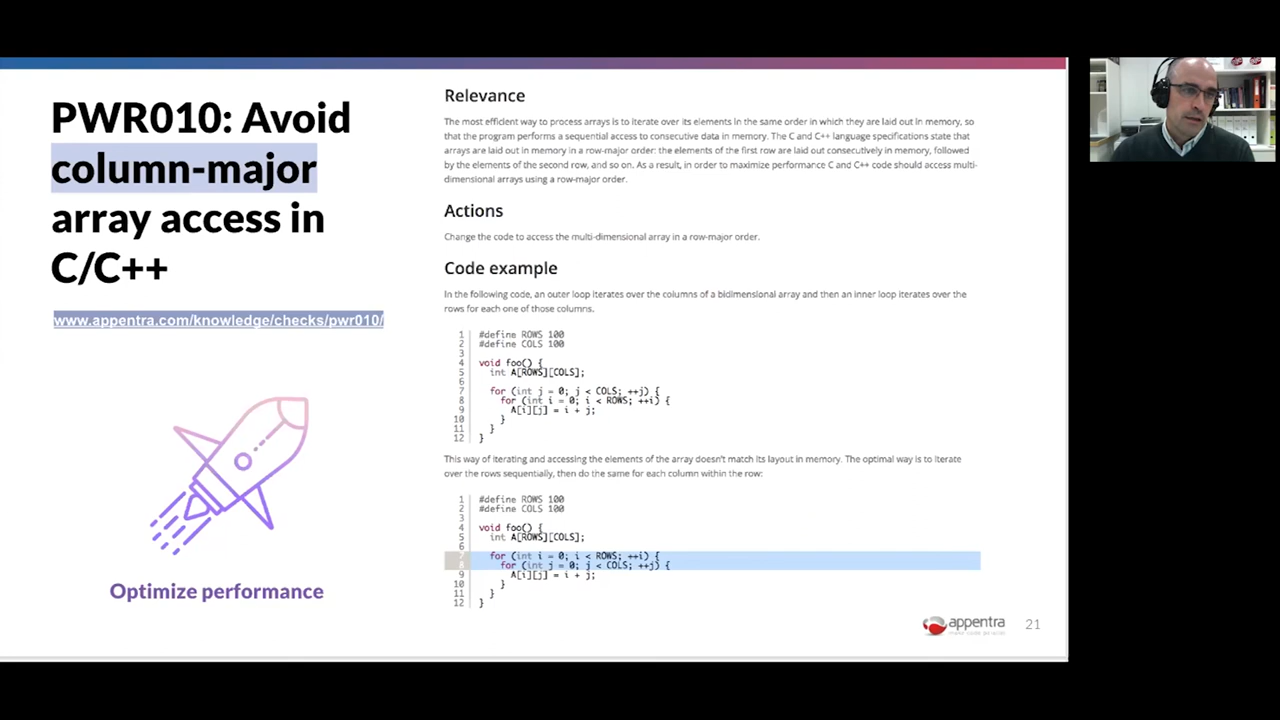 PWR010: Avoid
column-major
array access in
C/C++
www.appentra.com/knowledge/checks/pwr010/
Optimize performance
Relevance
The most efficient way to process arrays is to iterate over its elements in the same order in which they are laid out in memory, so
that the program performs a sequential access to consecutive data in memory. The C and C++ language specifications state that
arrays are laid out in memory in a row-major order: the elements of the first row are laid out consecutively in memory, followed
by the elements of the second row, and so on. As a result, in order to maximize performance C and C++ code should access multi-
dimensional arrays using a row-major order.
Actions
Change the code to access the multi-dimensional array in a row-major order.
Code example
In the following code, an outer loop iterates over the columns of a bidimensional array and then an inner loop iterates over the
rows for each one of those columns.
1 #define ROWS 100
2 #define COLS 100
3
4 void foo() {
5 int A[ROWS][COLS];
6
7 for (int j = 0; j < COLS; ++j) {
8 for (int i = 0; i < ROWS; ++i) {
9 A[i][j] = i + j;
10 }
11 }
12 }
This way of iterating and accessing the elements of the array doesn't match its layout in memory. The optimal way is to iterate
over the rows sequentially, then do the same for each column within the row:
1 #define ROWS 100
2 #define COLS 100
3
4 void foo() {
5 int A[ROWS][COLS];
6
7 for (int i = 0; i < ROWS; ++i) {
8 for (int j = 0; j < COLS; ++j) {
9 A[i][j] = i + j;
10 }
11 }
12 }
appentra
21